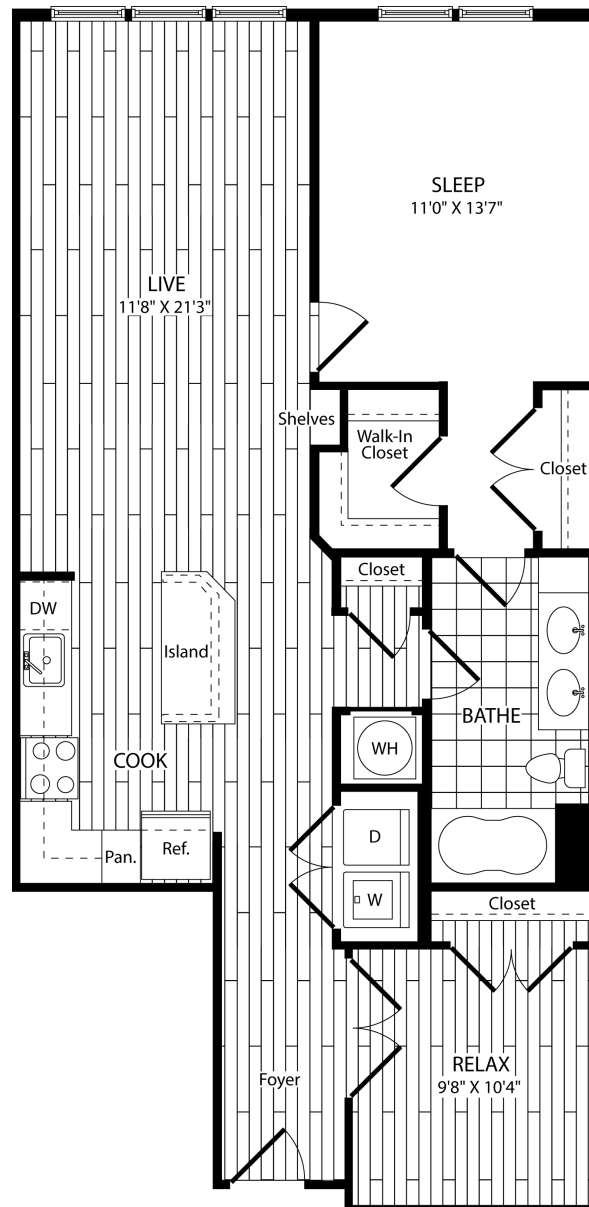 SLEEP
11'0" X 13'7"
LIVE
11'8" X 21'3"
Shelves
Walk-In
Closet
Closet
Closet
DW
Island
BATHE
WH
COOK
D
Pan.
Ref.
W
Closet
RELAX
9'8" X 10'4"
Foyer